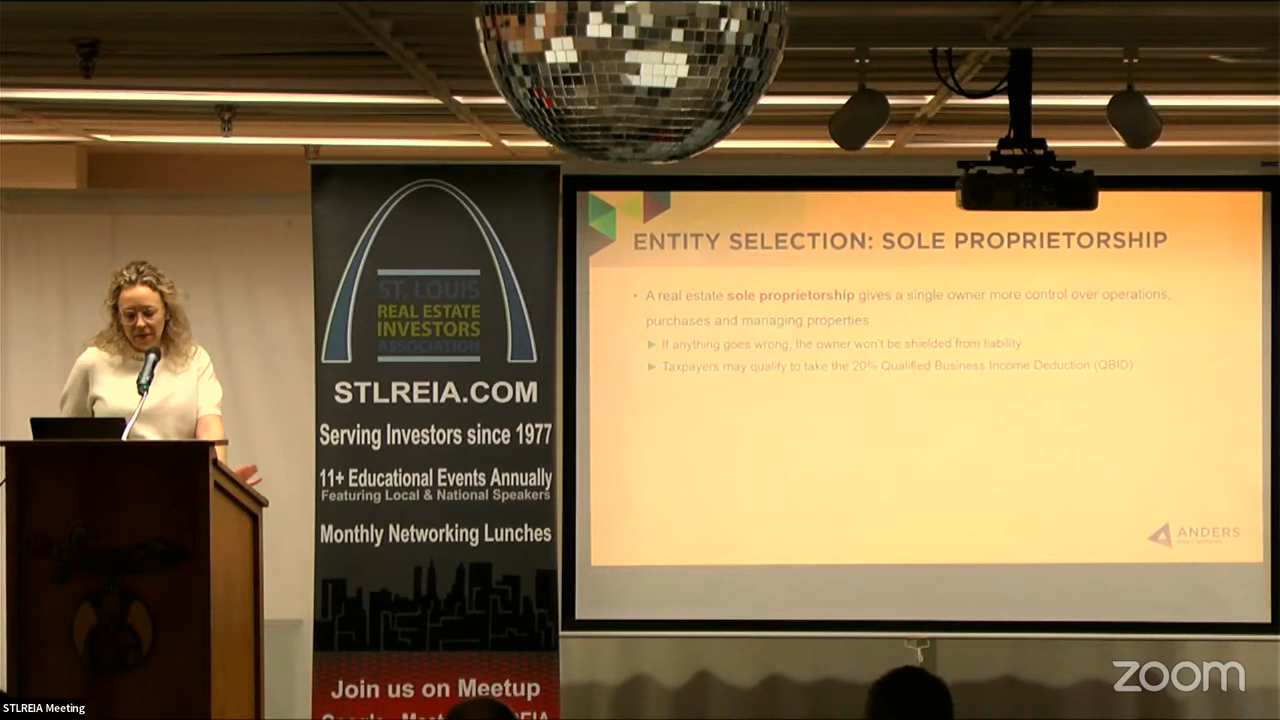 ST. LOUIS
REAL ESTATE
INVESTORS
ASSOCIATION
STLREIA.COM
Serving Investors since 1977
11+ Educational Events Annually
Featuring Local & National Speakers
Monthly Networking Lunches
Join us on Meetup
ENTITY SELECTION: SOLE PROPRIETORSHIP
• A real estate sole proprietorship gives a single owner more control over operations,
purchases and managing properties
► If anything goes wrong, the owner won't be shielded from liability
► Taxpayers may qualify to take the 20% Qualified Business Income Deduction (QBID)
ANDERS
zoom
STLREIA Meeting